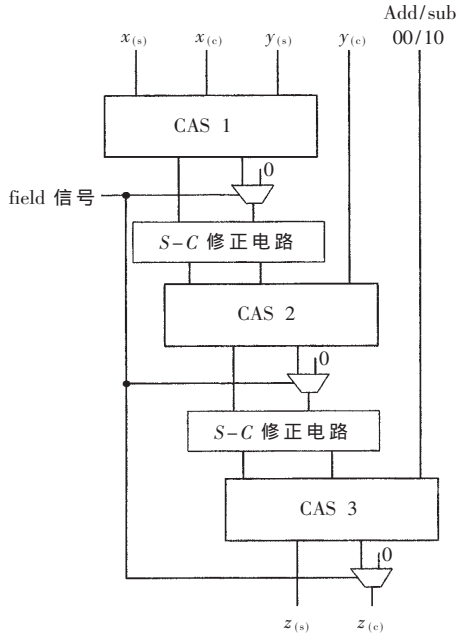 Add/sub
x(s) x(c) y(s) y(c) 00/10
CAS 1
0
field 信号
S-C 修正电路
CAS 2
0
S-C 修正电路
CAS 3
0
z(s) z(c)